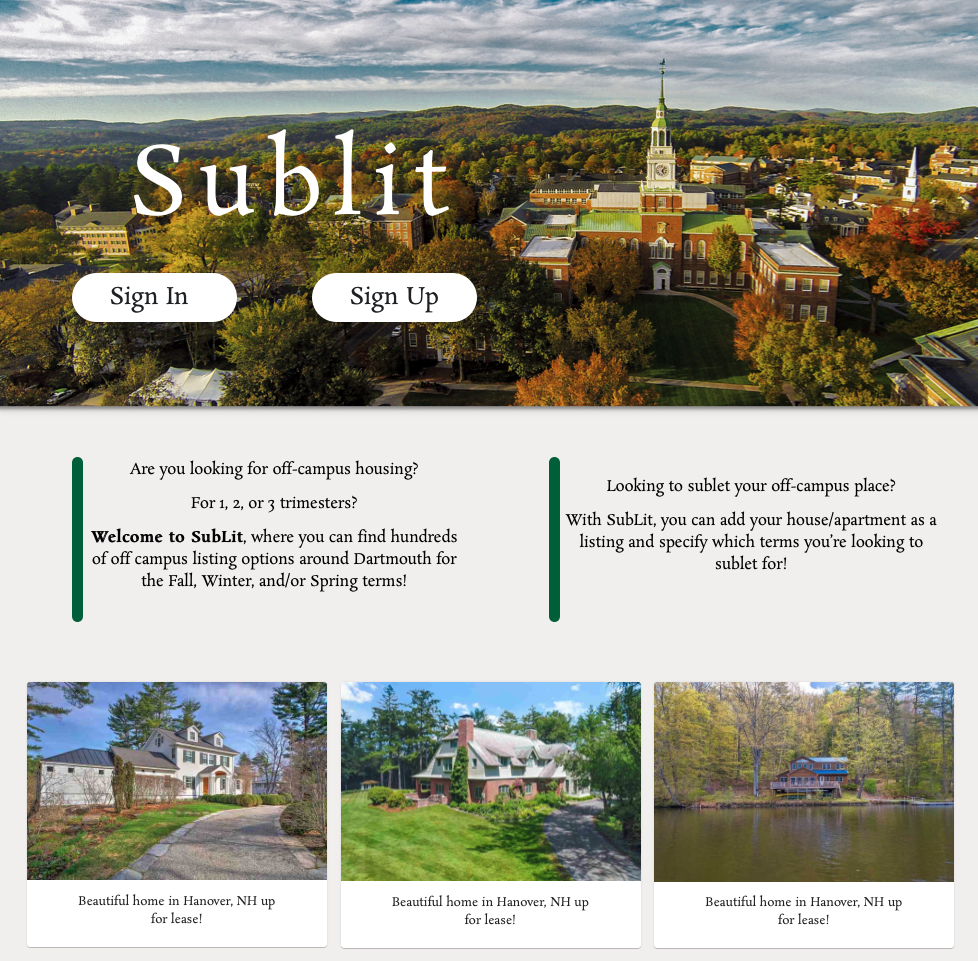 Sublit
Sign In
Sign Up
Are you looking for off-campus housing?
For 1, 2, or 3 trimesters?
Welcome to SubLit, where you can find hundreds
of off campus listing options around Dartmouth for
the Fall, Winter, and/or Spring terms!
Looking to sublet your off-campus place?
With SubLit, you can add your house/apartment as a
listing and specify which terms you're looking to
sublet for!
Beautiful home in Hanover, NH up
for lease!
Beautiful home in Hanover, NH up
for lease!
Beautiful home in Hanover, NH up
for lease!